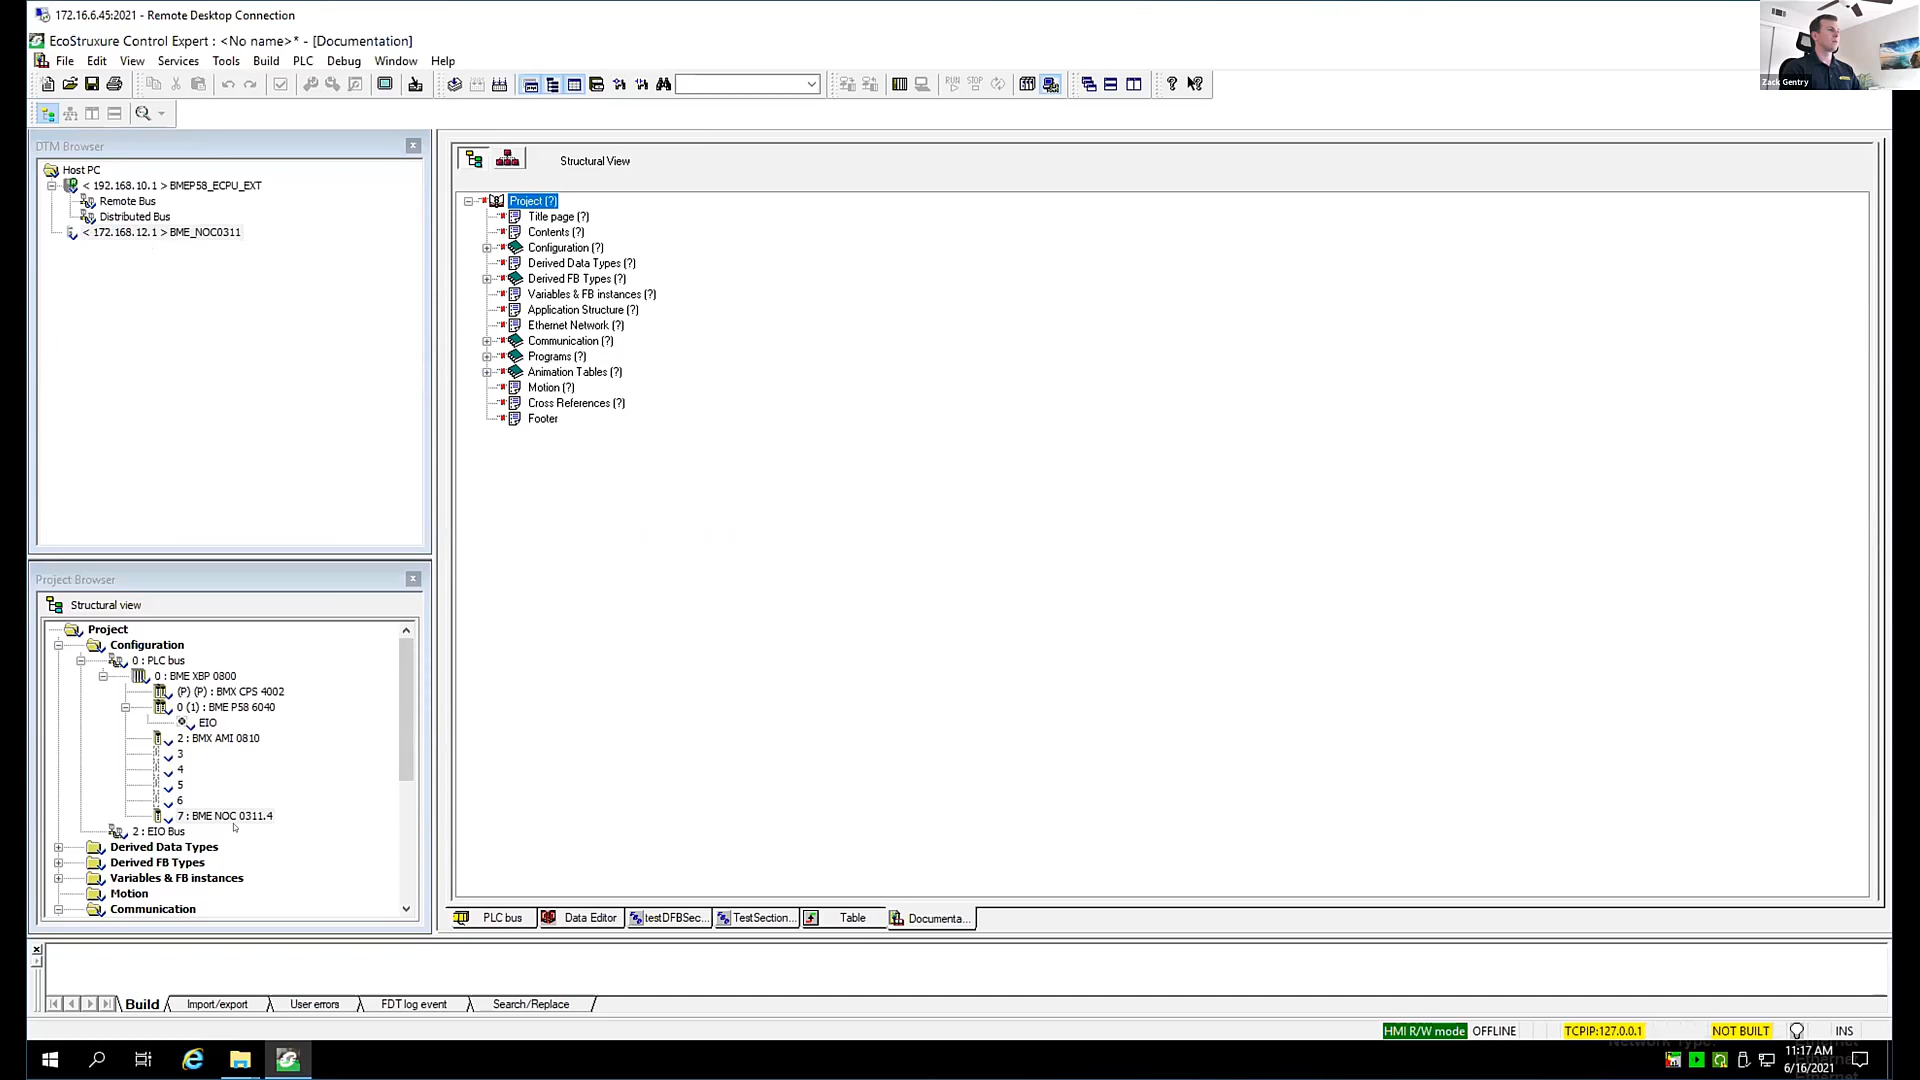 172.16.6.45:2021 - Remote Desktop Connection
EcoStruxure Control Expert : <No name>* - [Documentation]
File Edit View Services Tools Build PLC Debug Window Help
RUN STOP
Zack Gentry
DTM Browser
Host PC
< 192.168.10.1 > BMEP58_ECPU_EXT
Remote Bus
Distributed Bus
< 172.168.12.1 > BME_NOC0311
Structural View
Project (?)
Title page (?)
Contents (?)
Configuration (?)
Derived Data Types (?)
Derived FB Types (?)
Variables & FB instances (?)
Application Structure (?)
Ethernet Network (?)
Communication (?)
Programs (?)
Animation Tables (?)
Motion (?)
Cross References (?)
Footer
Project Browser
Structural view
Project
Configuration
0 : PLC bus
0 : BME XBP 0800
(P) (P) : BMX CPS 4002
0 (1) : BME P58 6040
EIO
2 : BMX AMI 0810
3
4
5
6
7 : BME NOC 0311.4
2 : EIO Bus
Derived Data Types
Derived FB Types
Variables & FB instances
Motion
Communication
PLC bus Data Editor testDFBSec... TestSection... Table Documenta...
Build Import/export User errors FDT log event Search/Replace
HMI R/W mode OFFLINE TCPIP:127.0.0.1 NOT BUILT INS
11:17 AM
6/16/2021